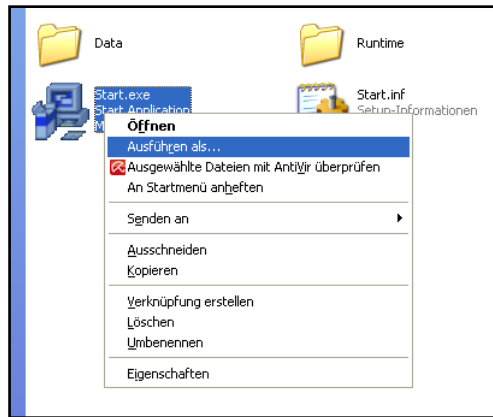 Data
Runtime
Start.exe
Start Application
M
Start.inf
Setup-Informationen
Öffnen
Ausführen als...
Ausgewählte Dateien mit AntiVir überprüfen
An Startmenü anheften
Senden an
Ausschneiden
Kopieren
Verknüpfung erstellen
Löschen
Umbenennen
Eigenschaften